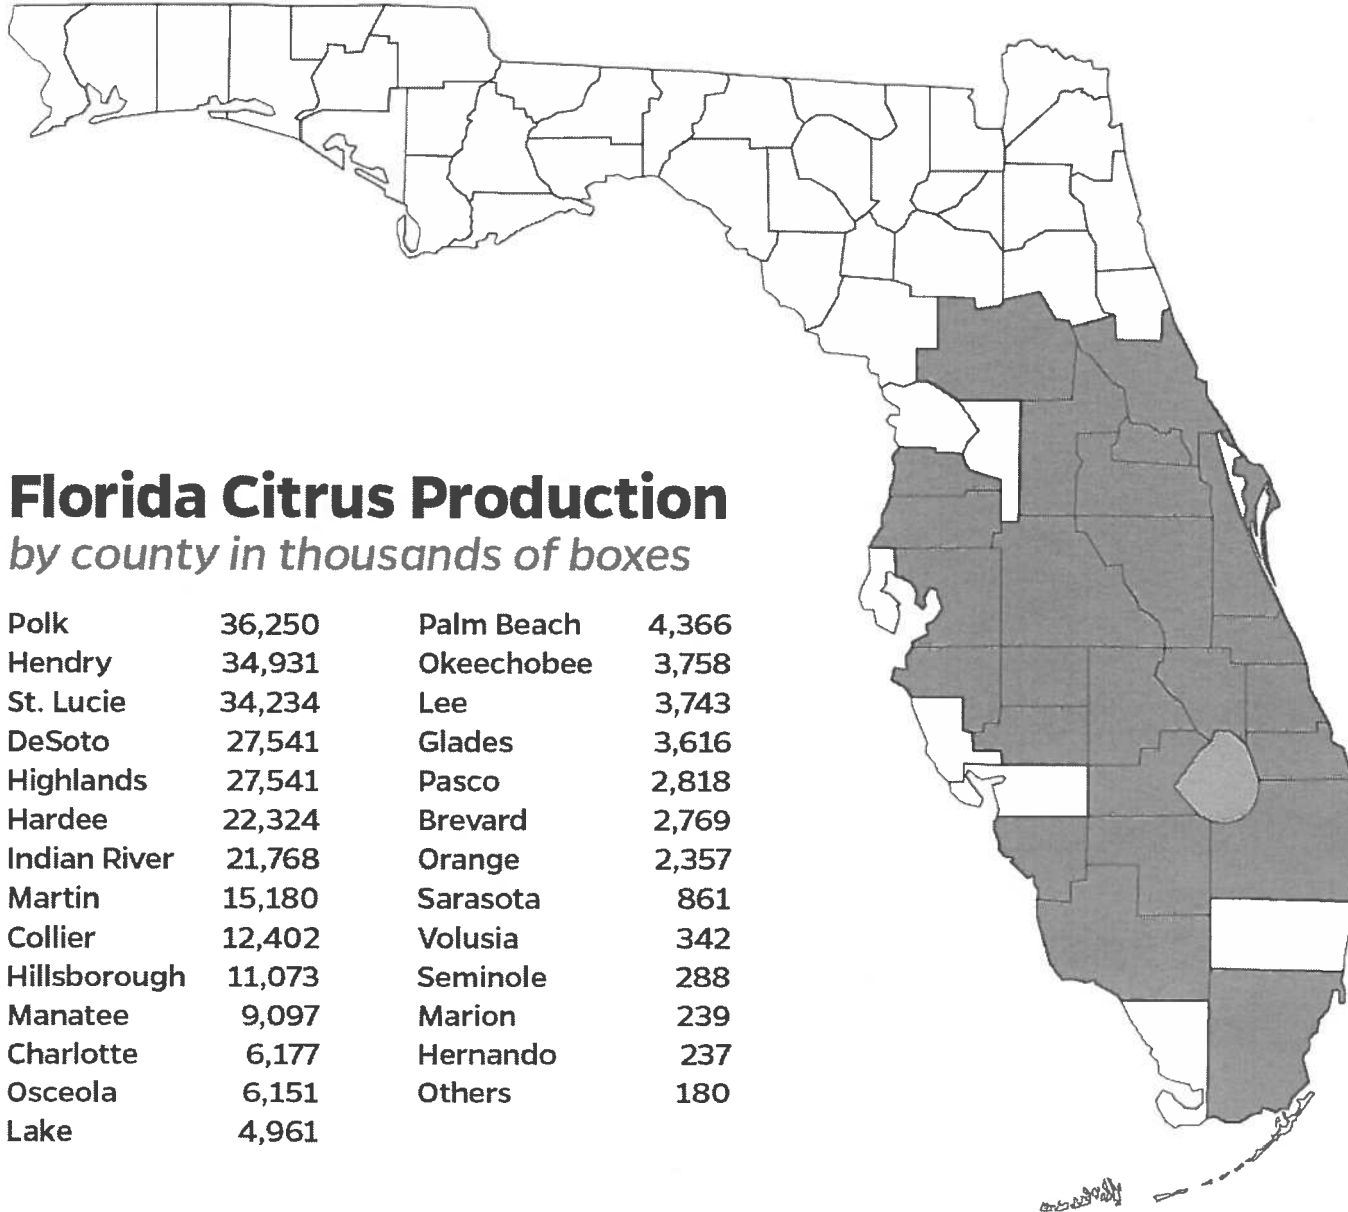 Florida Citrus Production
by county in thousands of boxes
Polk 36,250
Hendry 34,931
St. Lucie 34,234
DeSoto 27,541
Highlands 27,541
Hardee 22,324
Indian River 21,768
Martin 15,180
Collier 12,402
Hillsborough 11,073
Manatee 9,097
Charlotte 6,177
Osceola 6,151
Lake 4,961
Palm Beach 4,366
Okeechobee 3,758
Lee 3,743
Glades 3,616
Pasco 2,818
Brevard 2,769
Orange 2,357
Sarasota 861
Volusia 342
Seminole 288
Marion 239
Hernando 237
Others 180